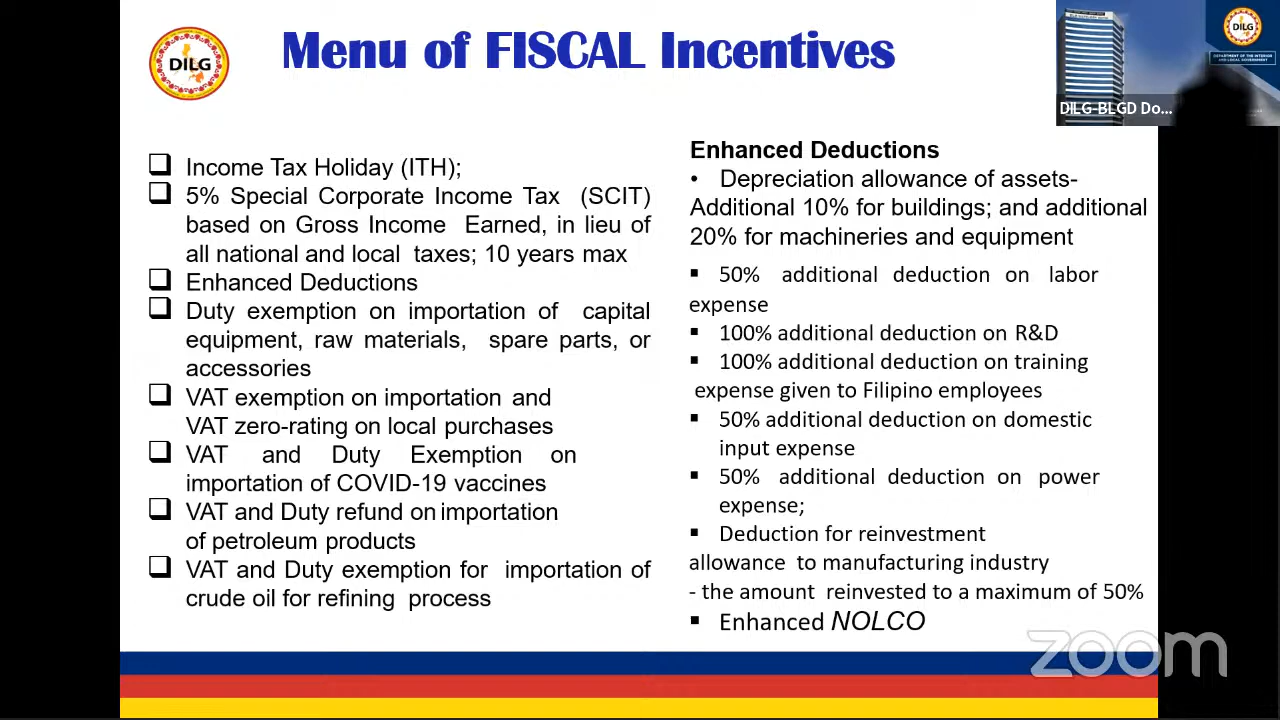 Menu of FISCAL Incentives
DILG
DILG
DEPARTMENT OF THE INTERIOR
AND LOCAL GOVERNMENT
DILG-BLGD Do...
Income Tax Holiday (ITH);
5% Special Corporate Income Tax (SCIT)
based on Gross Income Earned, in lieu of
all national and local taxes; 10 years max
Enhanced Deductions
Duty exemption on importation of capital
equipment, raw materials, spare parts, or
accessories
VAT exemption on importation and
VAT zero-rating on local purchases
VAT and Duty Exemption on
importation of COVID-19 vaccines
VAT and Duty refund on importation
of petroleum products
VAT and Duty exemption for importation of
crude oil for refining process
Enhanced Deductions
• Depreciation allowance of assets-
Additional 10% for buildings; and additional
20% for machineries and equipment
▪ 50% additional deduction on labor
expense
▪ 100% additional deduction on R&D
▪ 100% additional deduction on training
expense given to Filipino employees
▪ 50% additional deduction on domestic
input expense
▪ 50% additional deduction on power
expense;
▪ Deduction for reinvestment
allowance to manufacturing industry
- the amount reinvested to a maximum of 50%
▪ Enhanced NOLCO
zoom